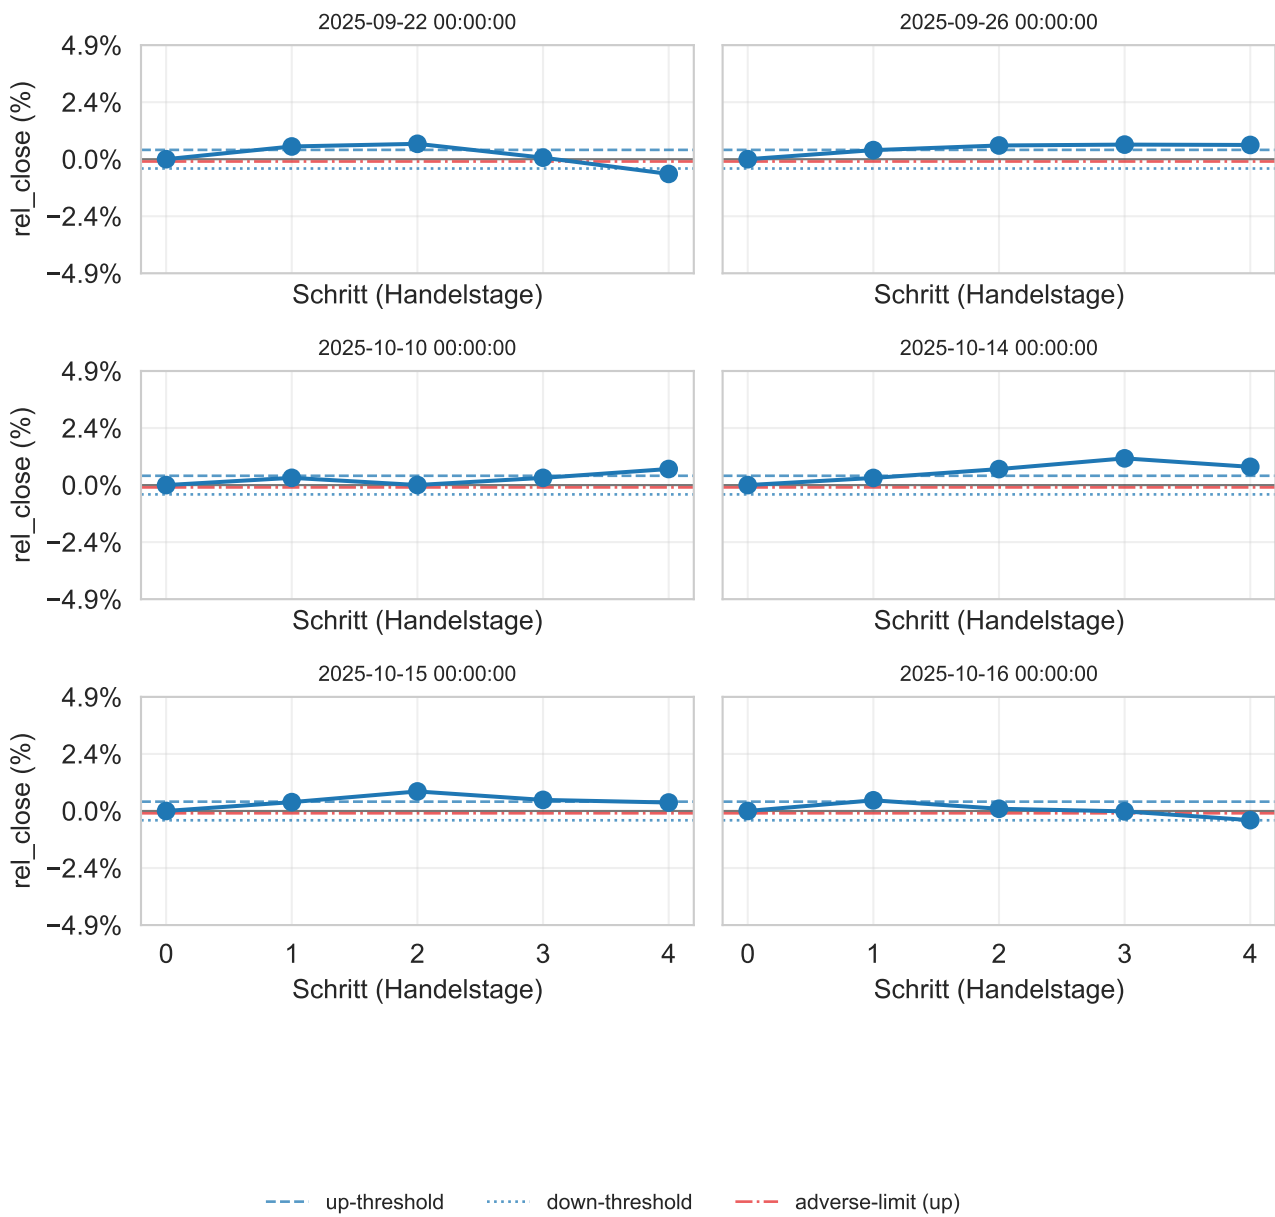 2025-09-22 00:00:00
2025-09-26 00:00:00
4.9%
2.4%
0.0%
−2.4%
−4.9%
rel_close (%)
Schritt (Handelstage)
Schritt (Handelstage)
2025-10-10 00:00:00
2025-10-14 00:00:00
4.9%
2.4%
0.0%
−2.4%
−4.9%
rel_close (%)
Schritt (Handelstage)
Schritt (Handelstage)
2025-10-15 00:00:00
2025-10-16 00:00:00
4.9%
2.4%
0.0%
−2.4%
−4.9%
rel_close (%)
0 1 2 3 4
0 1 2 3 4
Schritt (Handelstage)
Schritt (Handelstage)
up-threshold
down-threshold
adverse-limit (up)